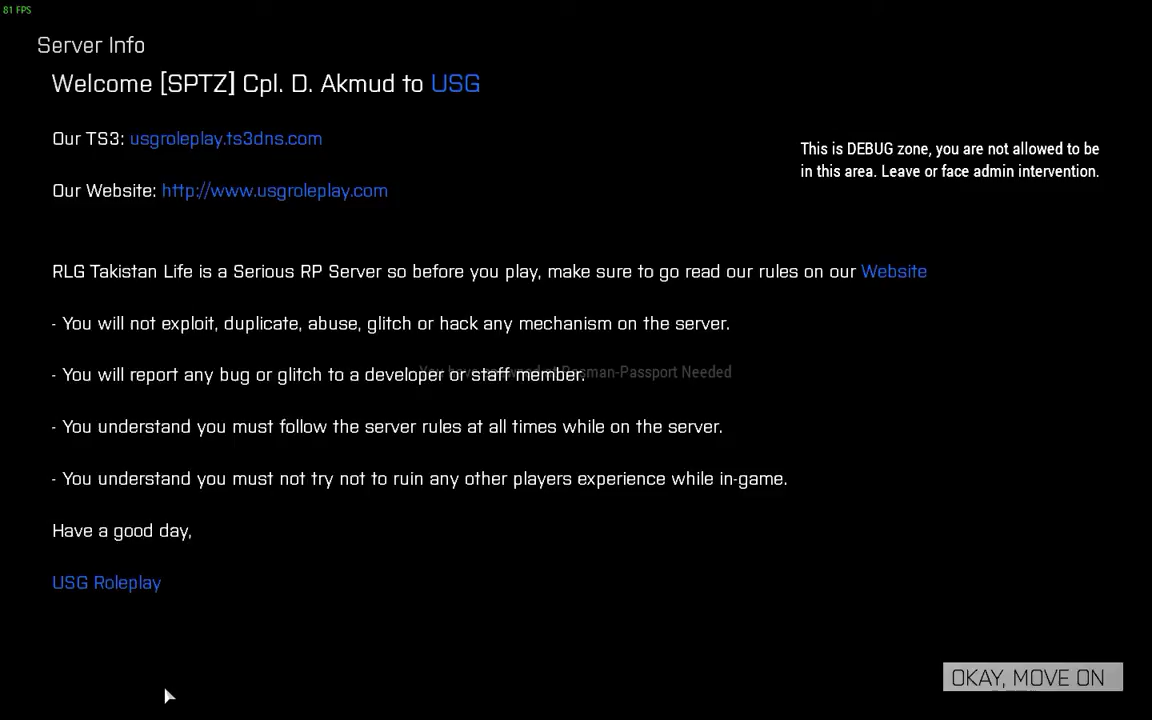 81 FPS
Server Info
Welcome [SPTZ] Cpl. D. Akmud to USG
Our TS3: usgroleplay.ts3dns.com
This is DEBUG zone, you are not allowed to be
in this area. Leave or face admin intervention.
Our Website: http://www.usgroleplay.com
RLG Takistan Life is a Serious RP Server so before you play, make sure to go read our rules on our Website
- You will not exploit, duplicate, abuse, glitch or hack any mechanism on the server.
- You will report any bug or glitch to a developer or staff member.
You have Rasman-Passport Needed
- You understand you must follow the server rules at all times while on the server.
- You understand you must not try not to ruin any other players experience while in-game.
Have a good day,
USG Roleplay
OKAY, MOVE ON